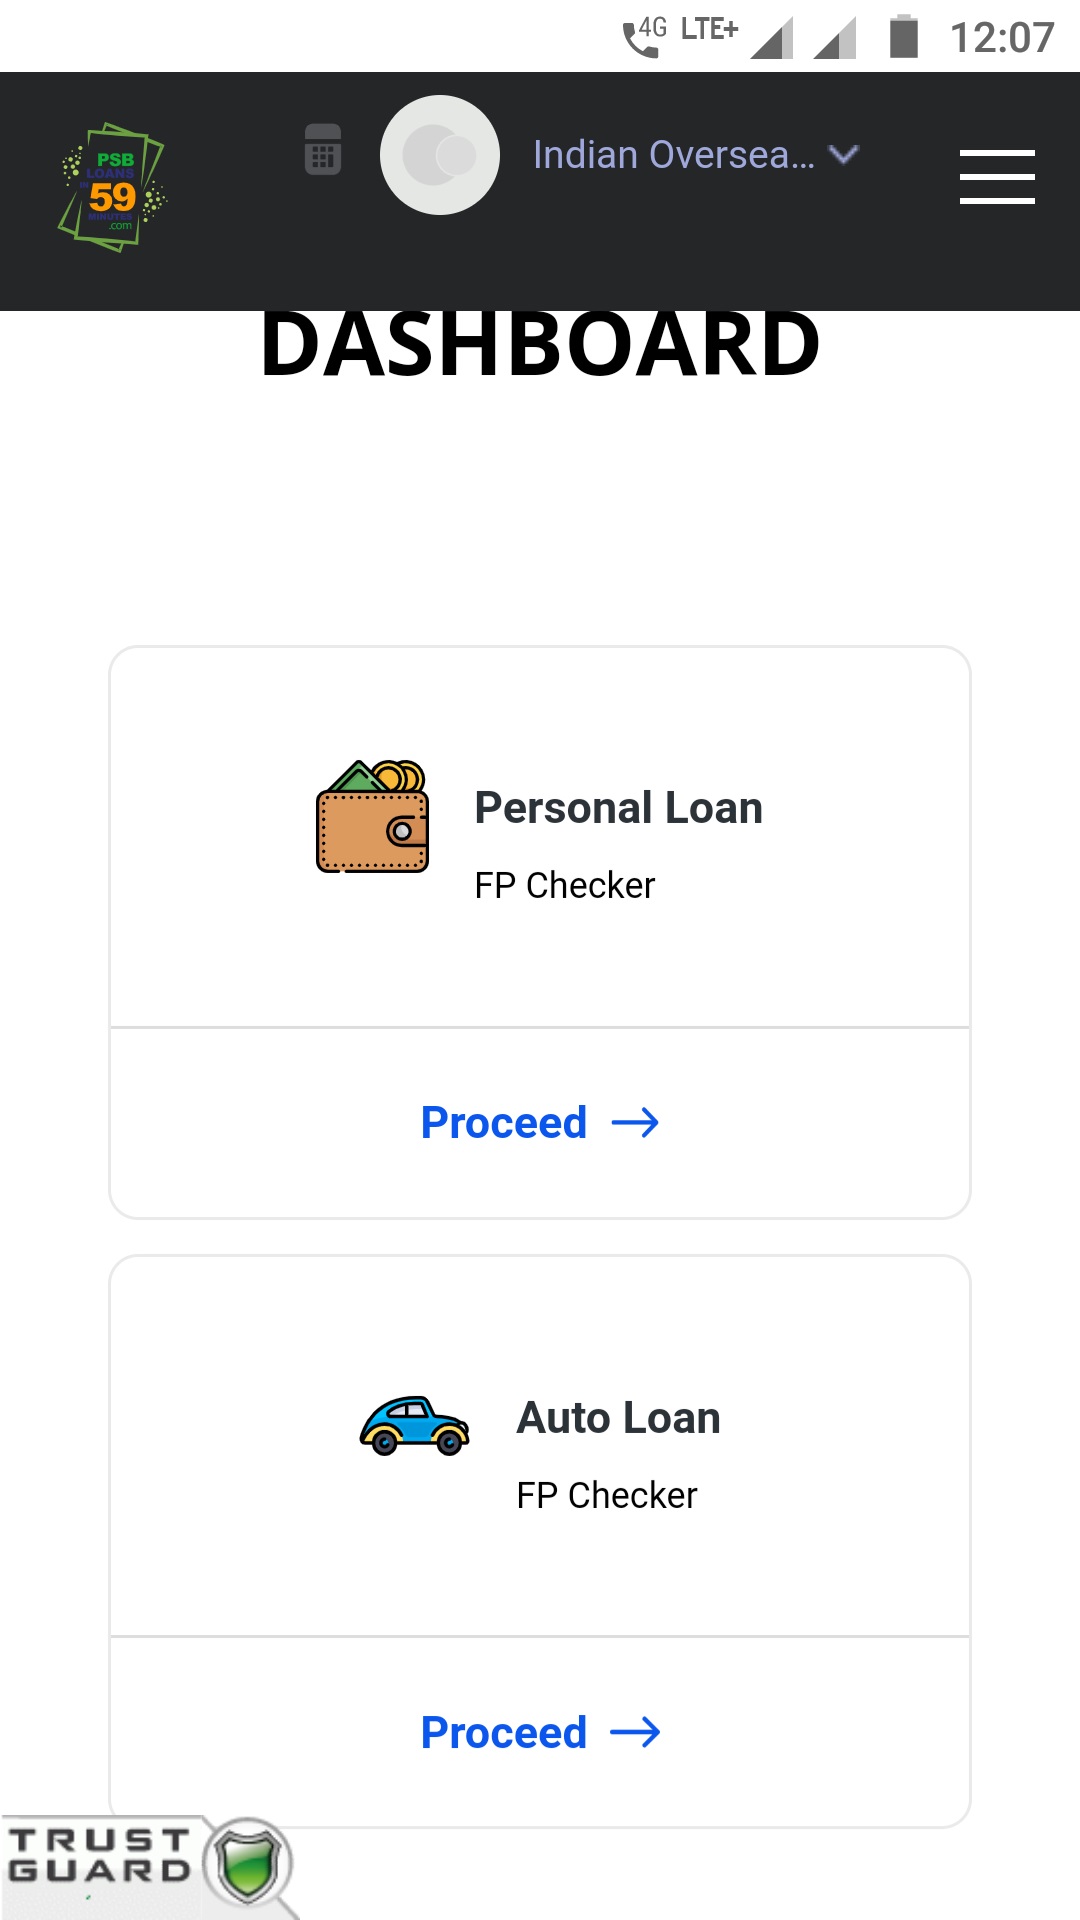 4G LTE+ 12:07
PSB
LOANS
IN
59
MINUTES
.com
Indian Oversea...
DASHBOARD
Personal Loan
FP Checker
Proceed
Auto Loan
FP Checker
Proceed
TRUST
GUARD